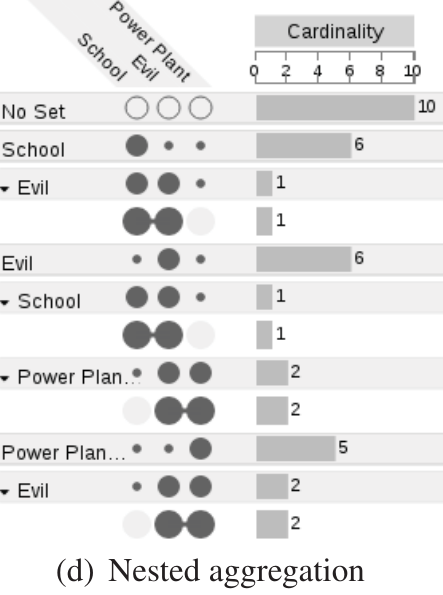 School
Evil
Power Plant
Cardinality
0 2 4 6 8 10
No Set 10
School 6
Evil 1
1
Evil 6
School 1
1
Power Plan... 2
2
Power Plan... 5
Evil 2
2
(d) Nested aggregation